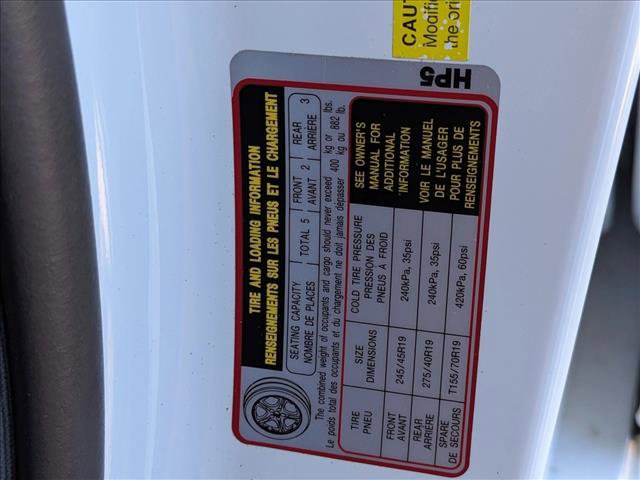 TIRE AND LOADING INFORMATION
RENSEIGNEMENTS SUR LES PNEUS ET LE CHARGEMENT
SEATING CAPACITY
NOMBRE DE PLACES
TOTAL 5
FRONT
AVANT 2
REAR
ARRIÈRE 3
The combined weight of occupants and cargo should never exceed 400 kg or lbs.
Le poids total des occupants et du chargement ne doit jamais dépasser 400 kg ou 882 lb.
TIRE
PNEU
SIZE
DIMENSIONS
COLD TIRE PRESSURE
PRESSION DES
PNEUS À FROID
FRONT
AVANT
245/45R19
240kPa, 35psi
REAR
ARRIÈRE
275/40R19
240kPa, 35psi
SPARE
DE SECOURS
T155/70R19
420kPa, 60psi
SEE OWNER'S
MANUAL FOR
ADDITIONAL
INFORMATION
VOIR LE MANUEL
DE L'USAGER
POUR PLUS DE
RENSEIGNEMENTS
HP5
CAUT
Modifi
the ori